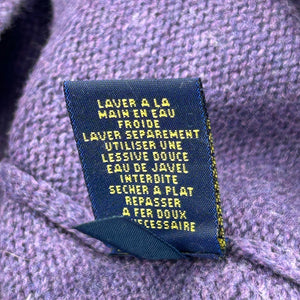 LAVER A LA
MAIN EN EAU
FROIDE
LAVER SEPAREMENT
UTILISER UNE
LESSIVE DOUCE
EAU DE JAVEL
INTERDITE
SECHER A PLAT
REPASSER
A FER DOUX
NECESSAIRE